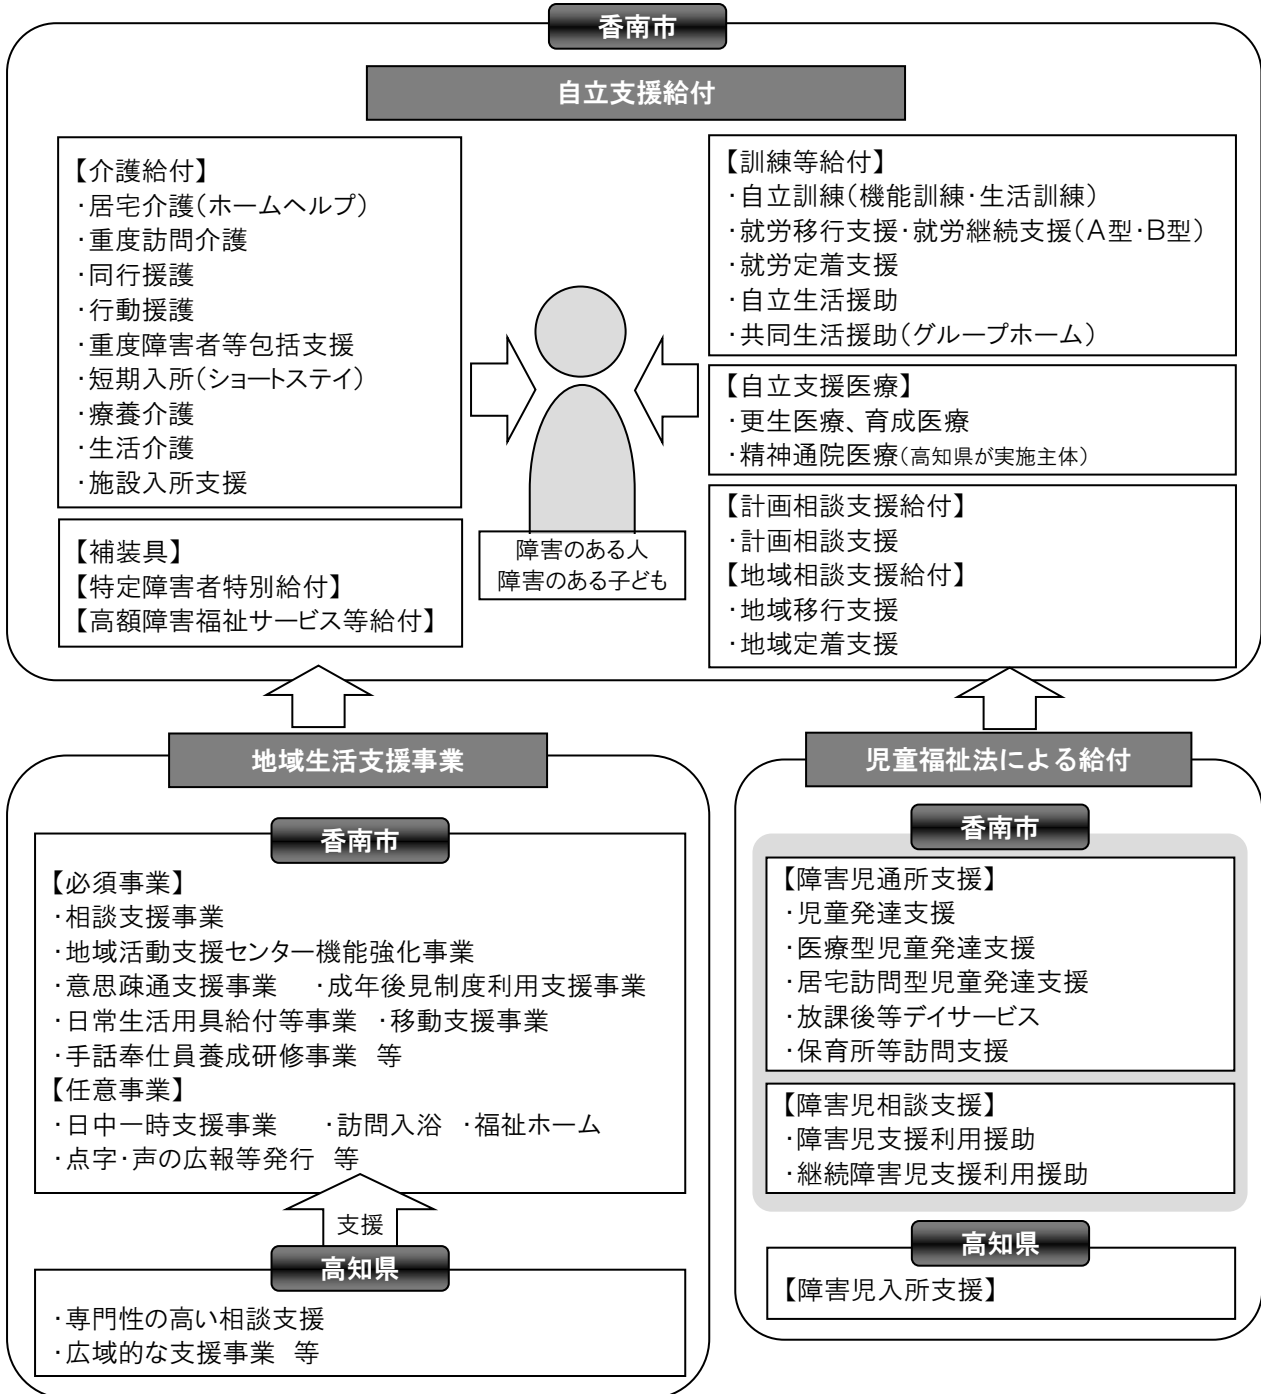 香南市
自立支援給付
【介護給付】
・居宅介護（ホームヘルプ）
・重度訪問介護
・同行援護
・行動援護
・重度障害者等包括支援
・短期入所（ショートステイ）
・療養介護
・生活介護
・施設入所支援
【補装具】
【特定障害者特別給付】
【高額障害福祉サービス等給付】
障害のある人
障害のある子ども
【訓練等給付】
・自立訓練（機能訓練・生活訓練）
・就労移行支援・就労継続支援（A型・B型）
・就労定着支援
・自立生活援助
・共同生活援助（グループホーム）
【自立支援医療】
・更生医療、育成医療
・精神通院医療（高知県が実施主体）
【計画相談支援給付】
・計画相談支援
【地域相談支援給付】
・地域移行支援
・地域定着支援
地域生活支援事業
香南市
【必須事業】
・相談支援事業
・地域活動支援センター機能強化事業
・意思疎通支援事業　・成年後見制度利用支援事業
・日常生活用具給付等事業　・移動支援事業
・手話奉仕員養成研修事業　等
【任意事業】
・日中一時支援事業　・訪問入浴　・福祉ホーム
・点字・声の広報等発行　等
支援
高知県
・専門性の高い相談支援
・広域的な支援事業　等
児童福祉法による給付
香南市
【障害児通所支援】
・児童発達支援
・医療型児童発達支援
・居宅訪問型児童発達支援
・放課後等デイサービス
・保育所等訪問支援
【障害児相談支援】
・障害児支援利用援助
・継続障害児支援利用援助
高知県
【障害児入所支援】